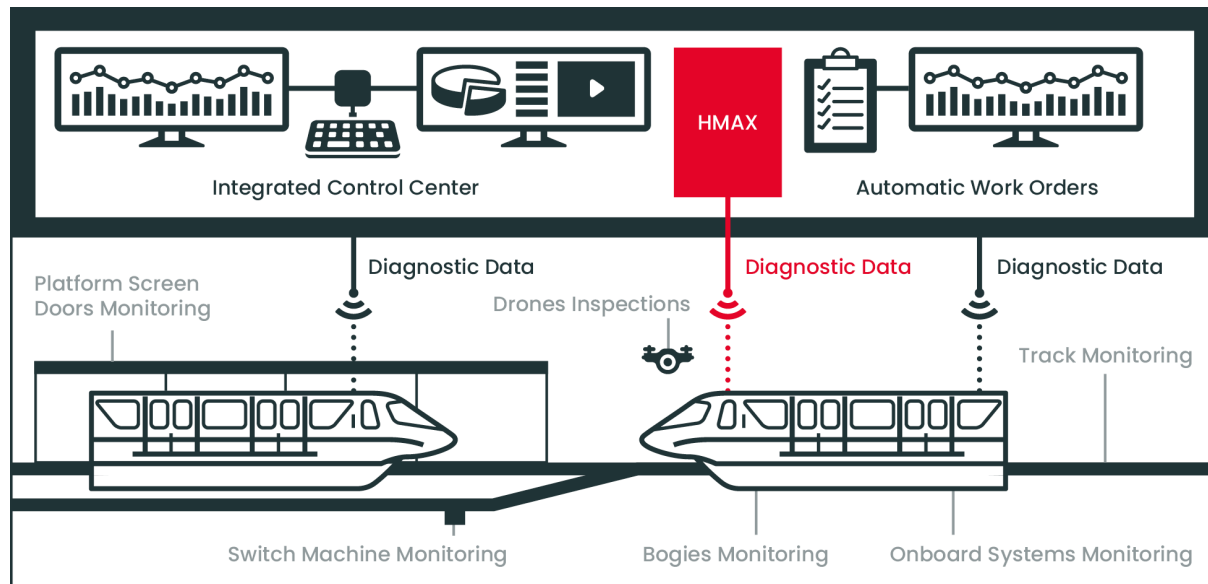 HMAX
Integrated Control Center
Automatic Work Orders
Diagnostic Data
Diagnostic Data
Diagnostic Data
Platform Screen
Doors Monitoring
Drones Inspections
Track Monitoring
Switch Machine Monitoring
Bogies Monitoring
Onboard Systems Monitoring